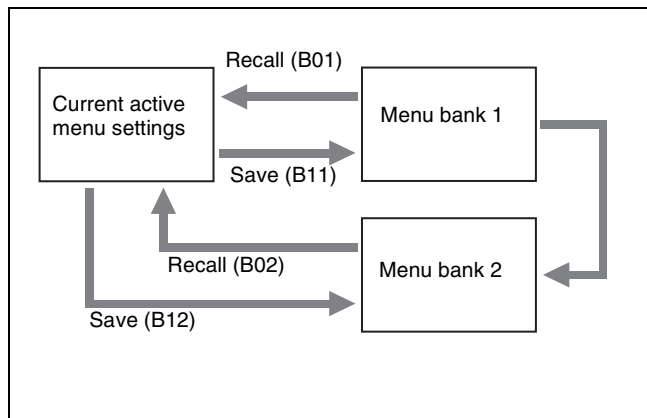 Recall (B01)
Current active
menu settings
Menu bank 1
Save (B11)
Recall (B02)
Menu bank 2
Save (B12)